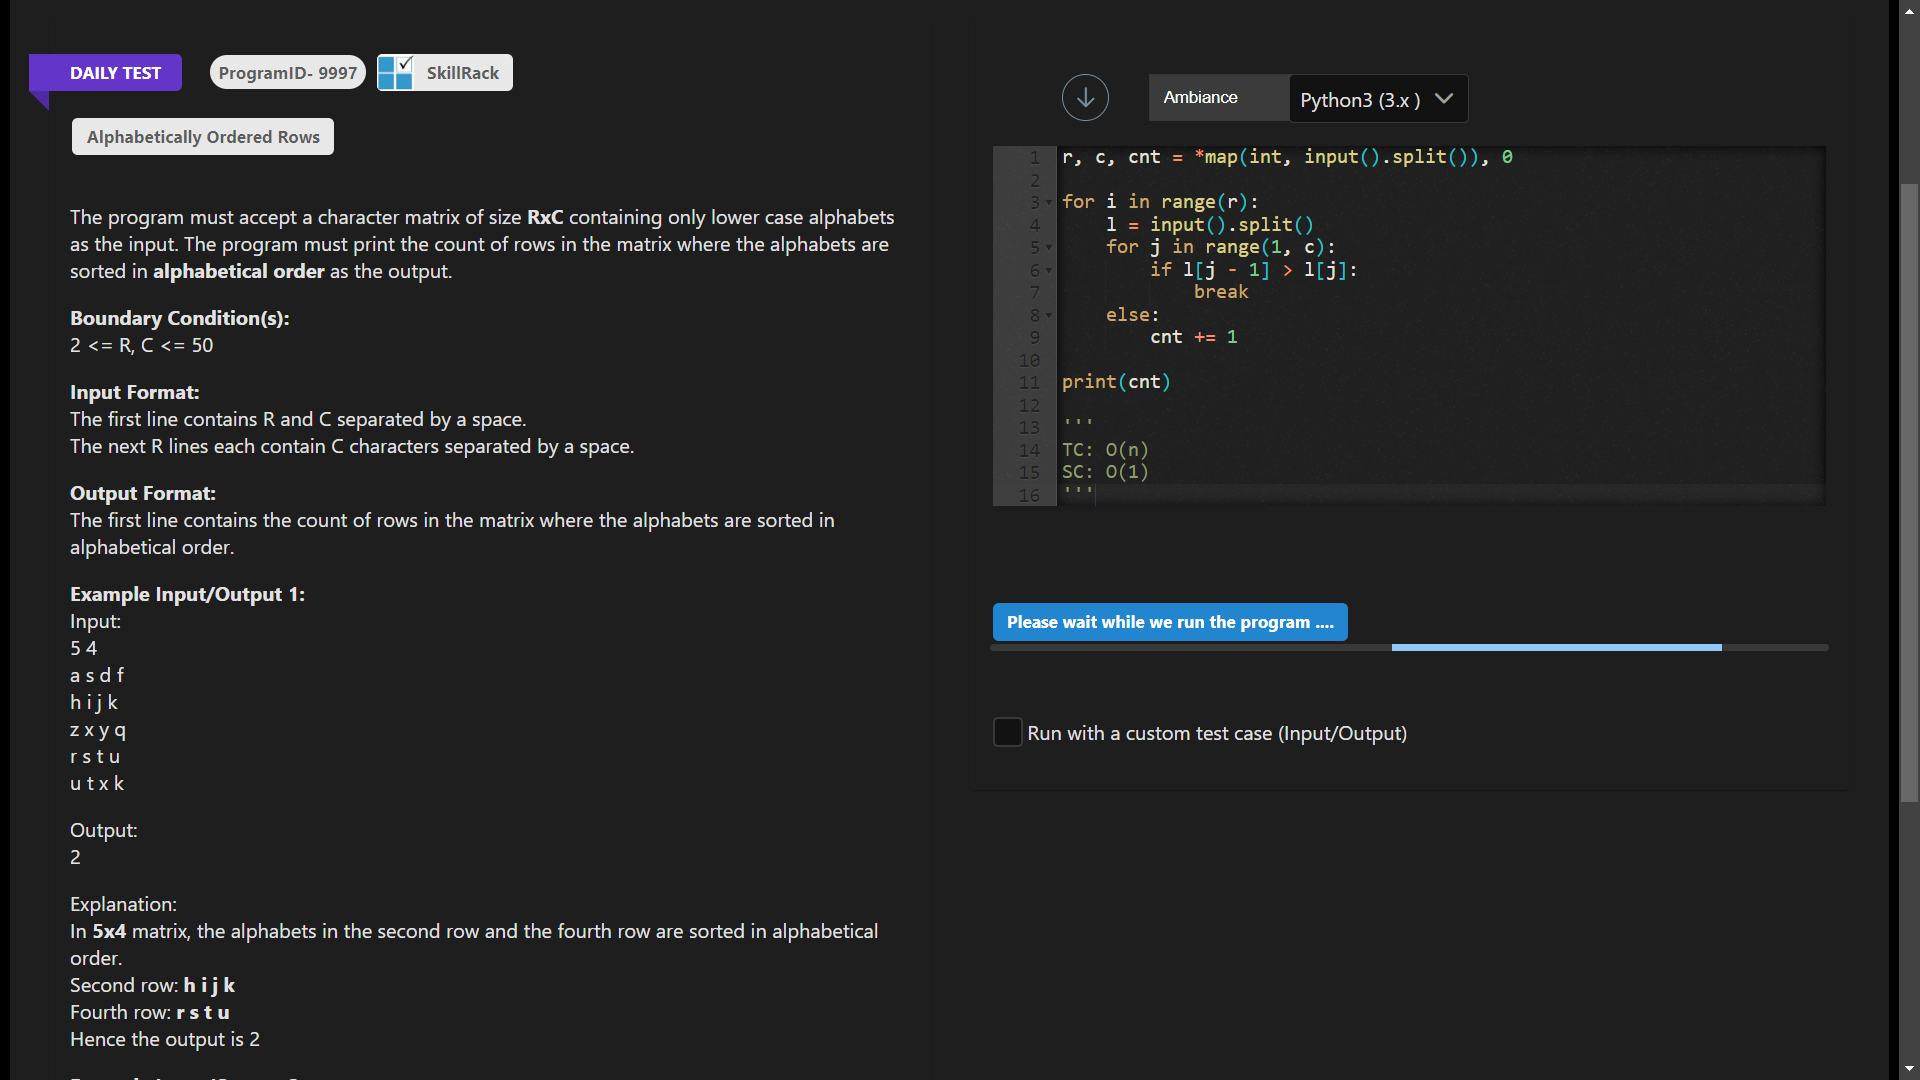 DAILY TEST
ProgramID- 9997
SkillRack
Alphabetically Ordered Rows
The program must accept a character matrix of size RxC containing only lower case alphabets
as the input. The program must print the count of rows in the matrix where the alphabets are
sorted in alphabetical order as the output.
Boundary Condition(s):
2 <= R, C <= 50
Input Format:
The first line contains R and C separated by a space.
The next R lines each contain C characters separated by a space.
Output Format:
The first line contains the count of rows in the matrix where the alphabets are sorted in
alphabetical order.
Example Input/Output 1:
Input:
5 4
a s d f
h i j k
z x y q
r s t u
u t x k
Output:
2
Explanation:
In 5x4 matrix, the alphabets in the second row and the fourth row are sorted in alphabetical
order.
Second row: h i j k
Fourth row: r s t u
Hence the output is 2
Ambiance
Python3 (3.x )
1 r, c, cnt = *map(int, input().split()), 0
2
3 for i in range(r):
4     l = input().split()
5     for j in range(1, c):
6         if l[j - 1] > l[j]:
7             break
8     else:
9         cnt += 1
10
11 print(cnt)
12
13 '''
14 TC: O(n)
15 SC: O(1)
16 '''
Please wait while we run the program ....
Run with a custom test case (Input/Output)